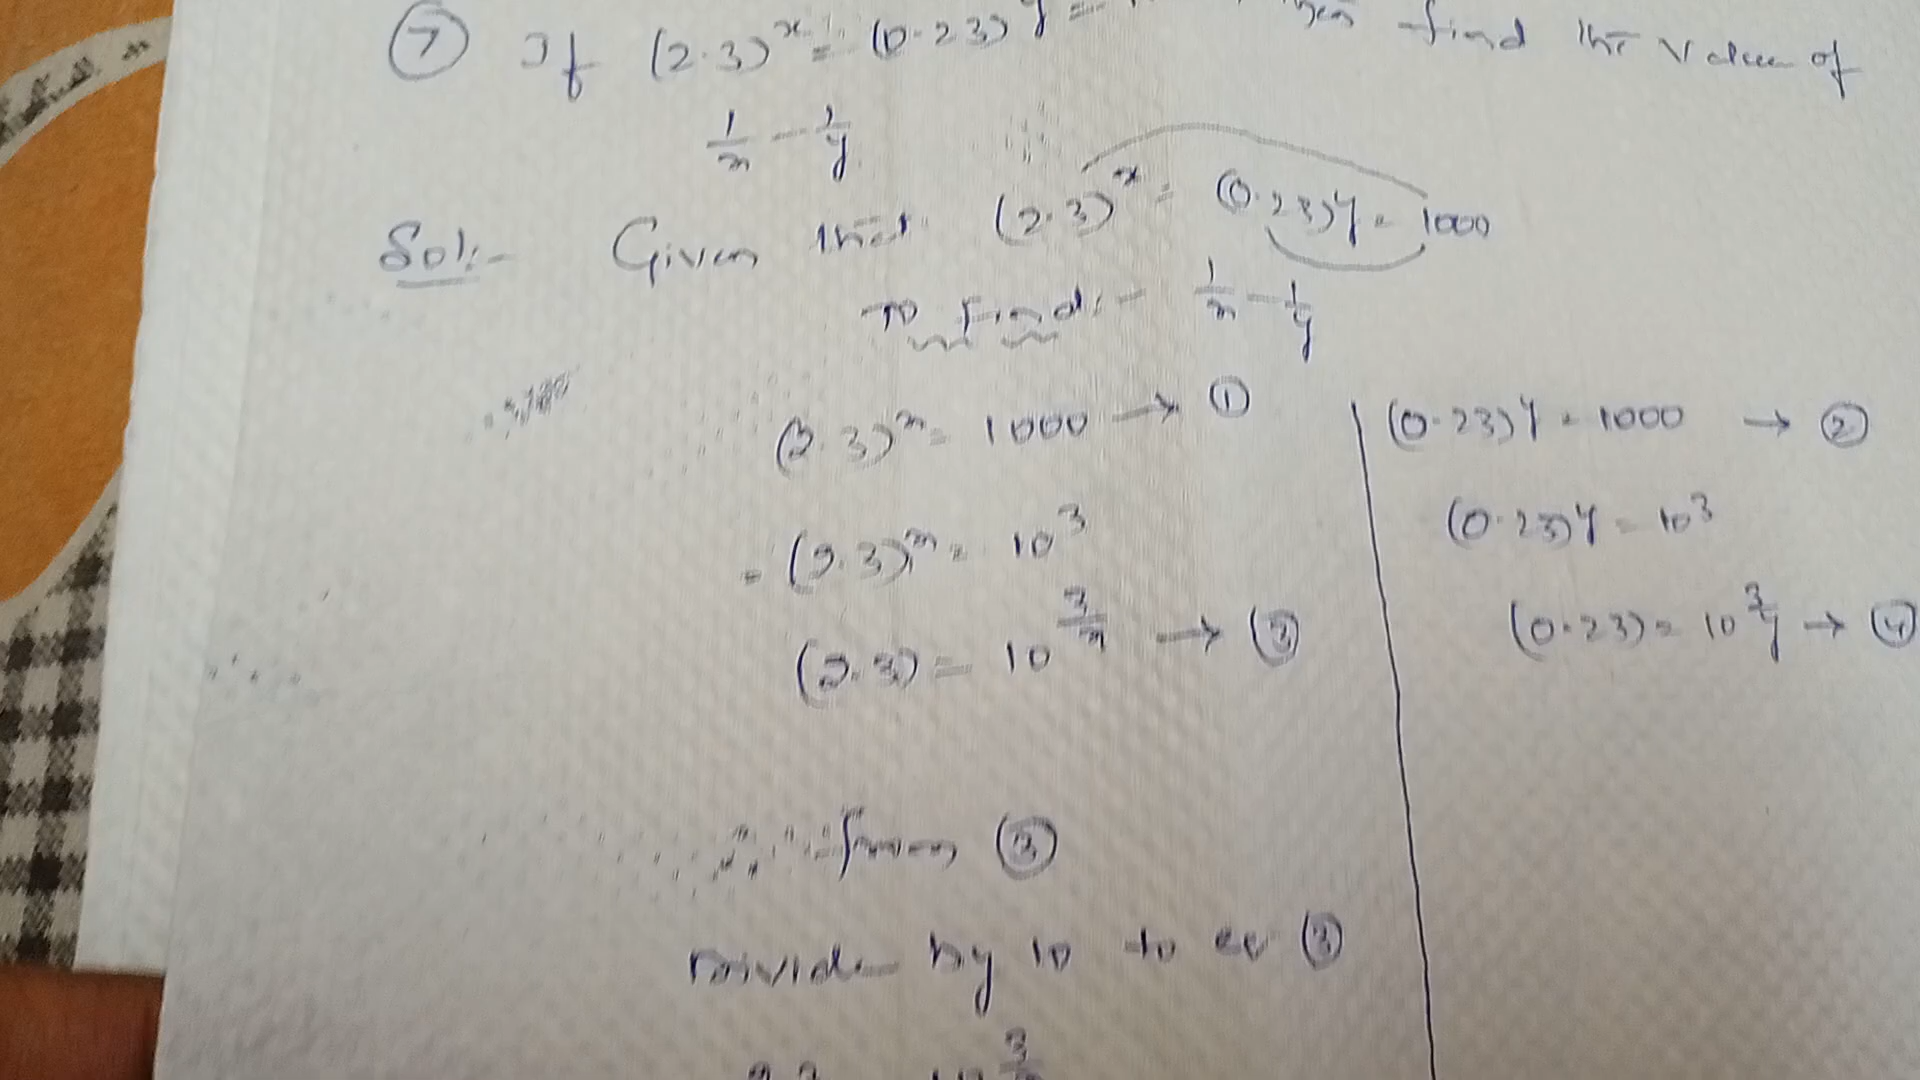 ⑦ If (2.3)^x = (0.23)^y = find the value of
1/x - 1/y
Sol:- Given that (2.3)^x = (0.23)^y = 1000
To find:- 1/x - 1/y
(2.3)^x = 1000 → ①
(0.23)^y = 1000 → ②
= (2.3)^x = 10^3
(0.23)^y = 10^3
(2.3) = 10^(3/x) → ③
(0.23) = 10^(3/y) → ④
∴ from ③
Divide by 10 to eq ③